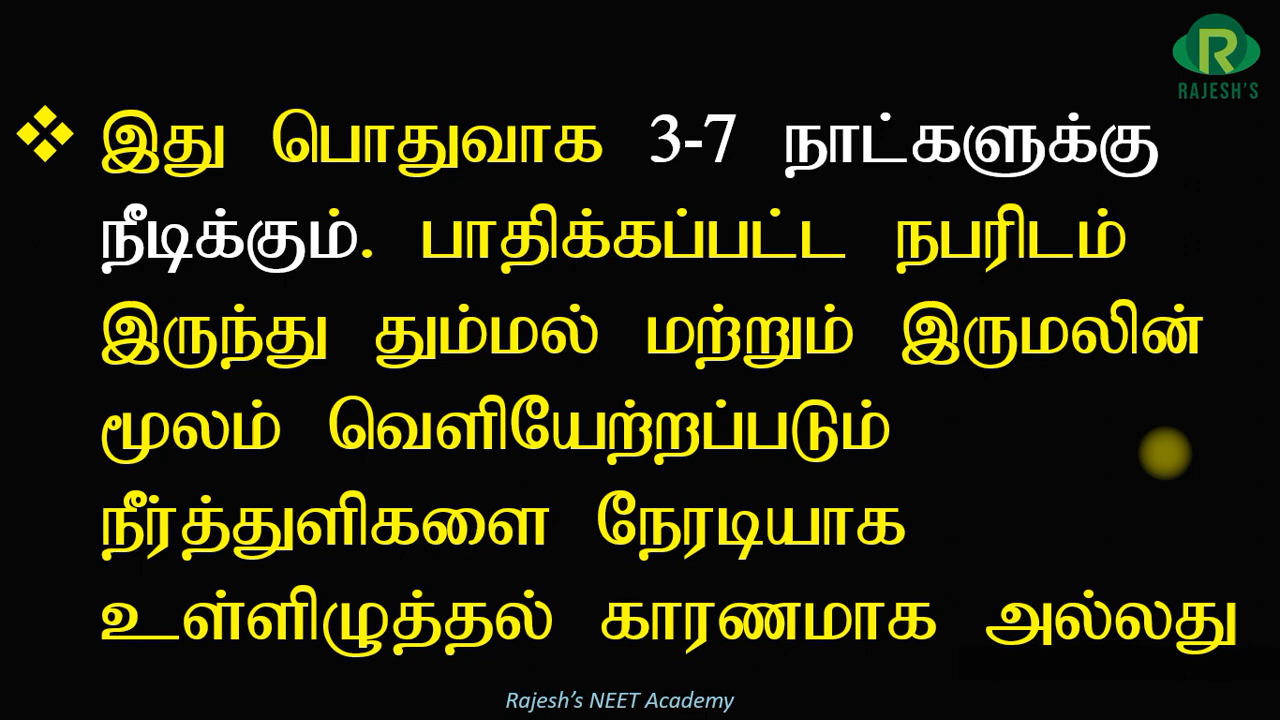 R
RAJESH'S
❖ இது பொதுவாக 3-7 நாட்களுக்கு
நீடிக்கும். பாதிக்கப்பட்ட நபரிடம்
இருந்து தும்மல் மற்றும் இருமலின்
மூலம் வெளியேற்றப்படும்
நீர்த்துளிகளை நேரடியாக
உள்ளிழுத்தல் காரணமாக அல்லது
Rajesh's NEET Academy